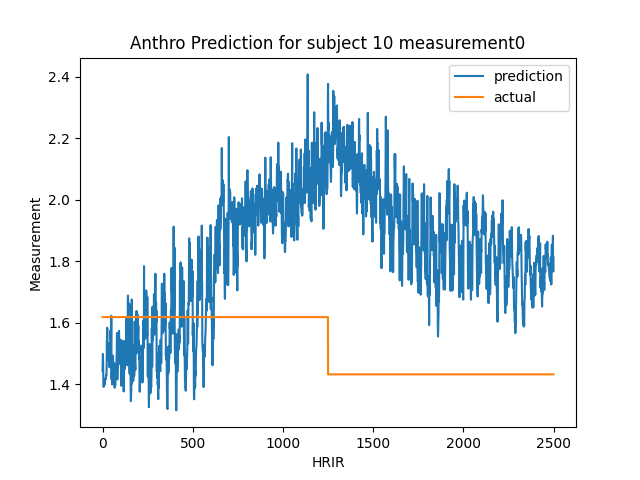 Anthro Prediction for subject 10 measurement0
prediction
actual
2.4
2.2
2.0
1.8
1.6
1.4
Measurement
0
500
1000
1500
2000
2500
HRIR